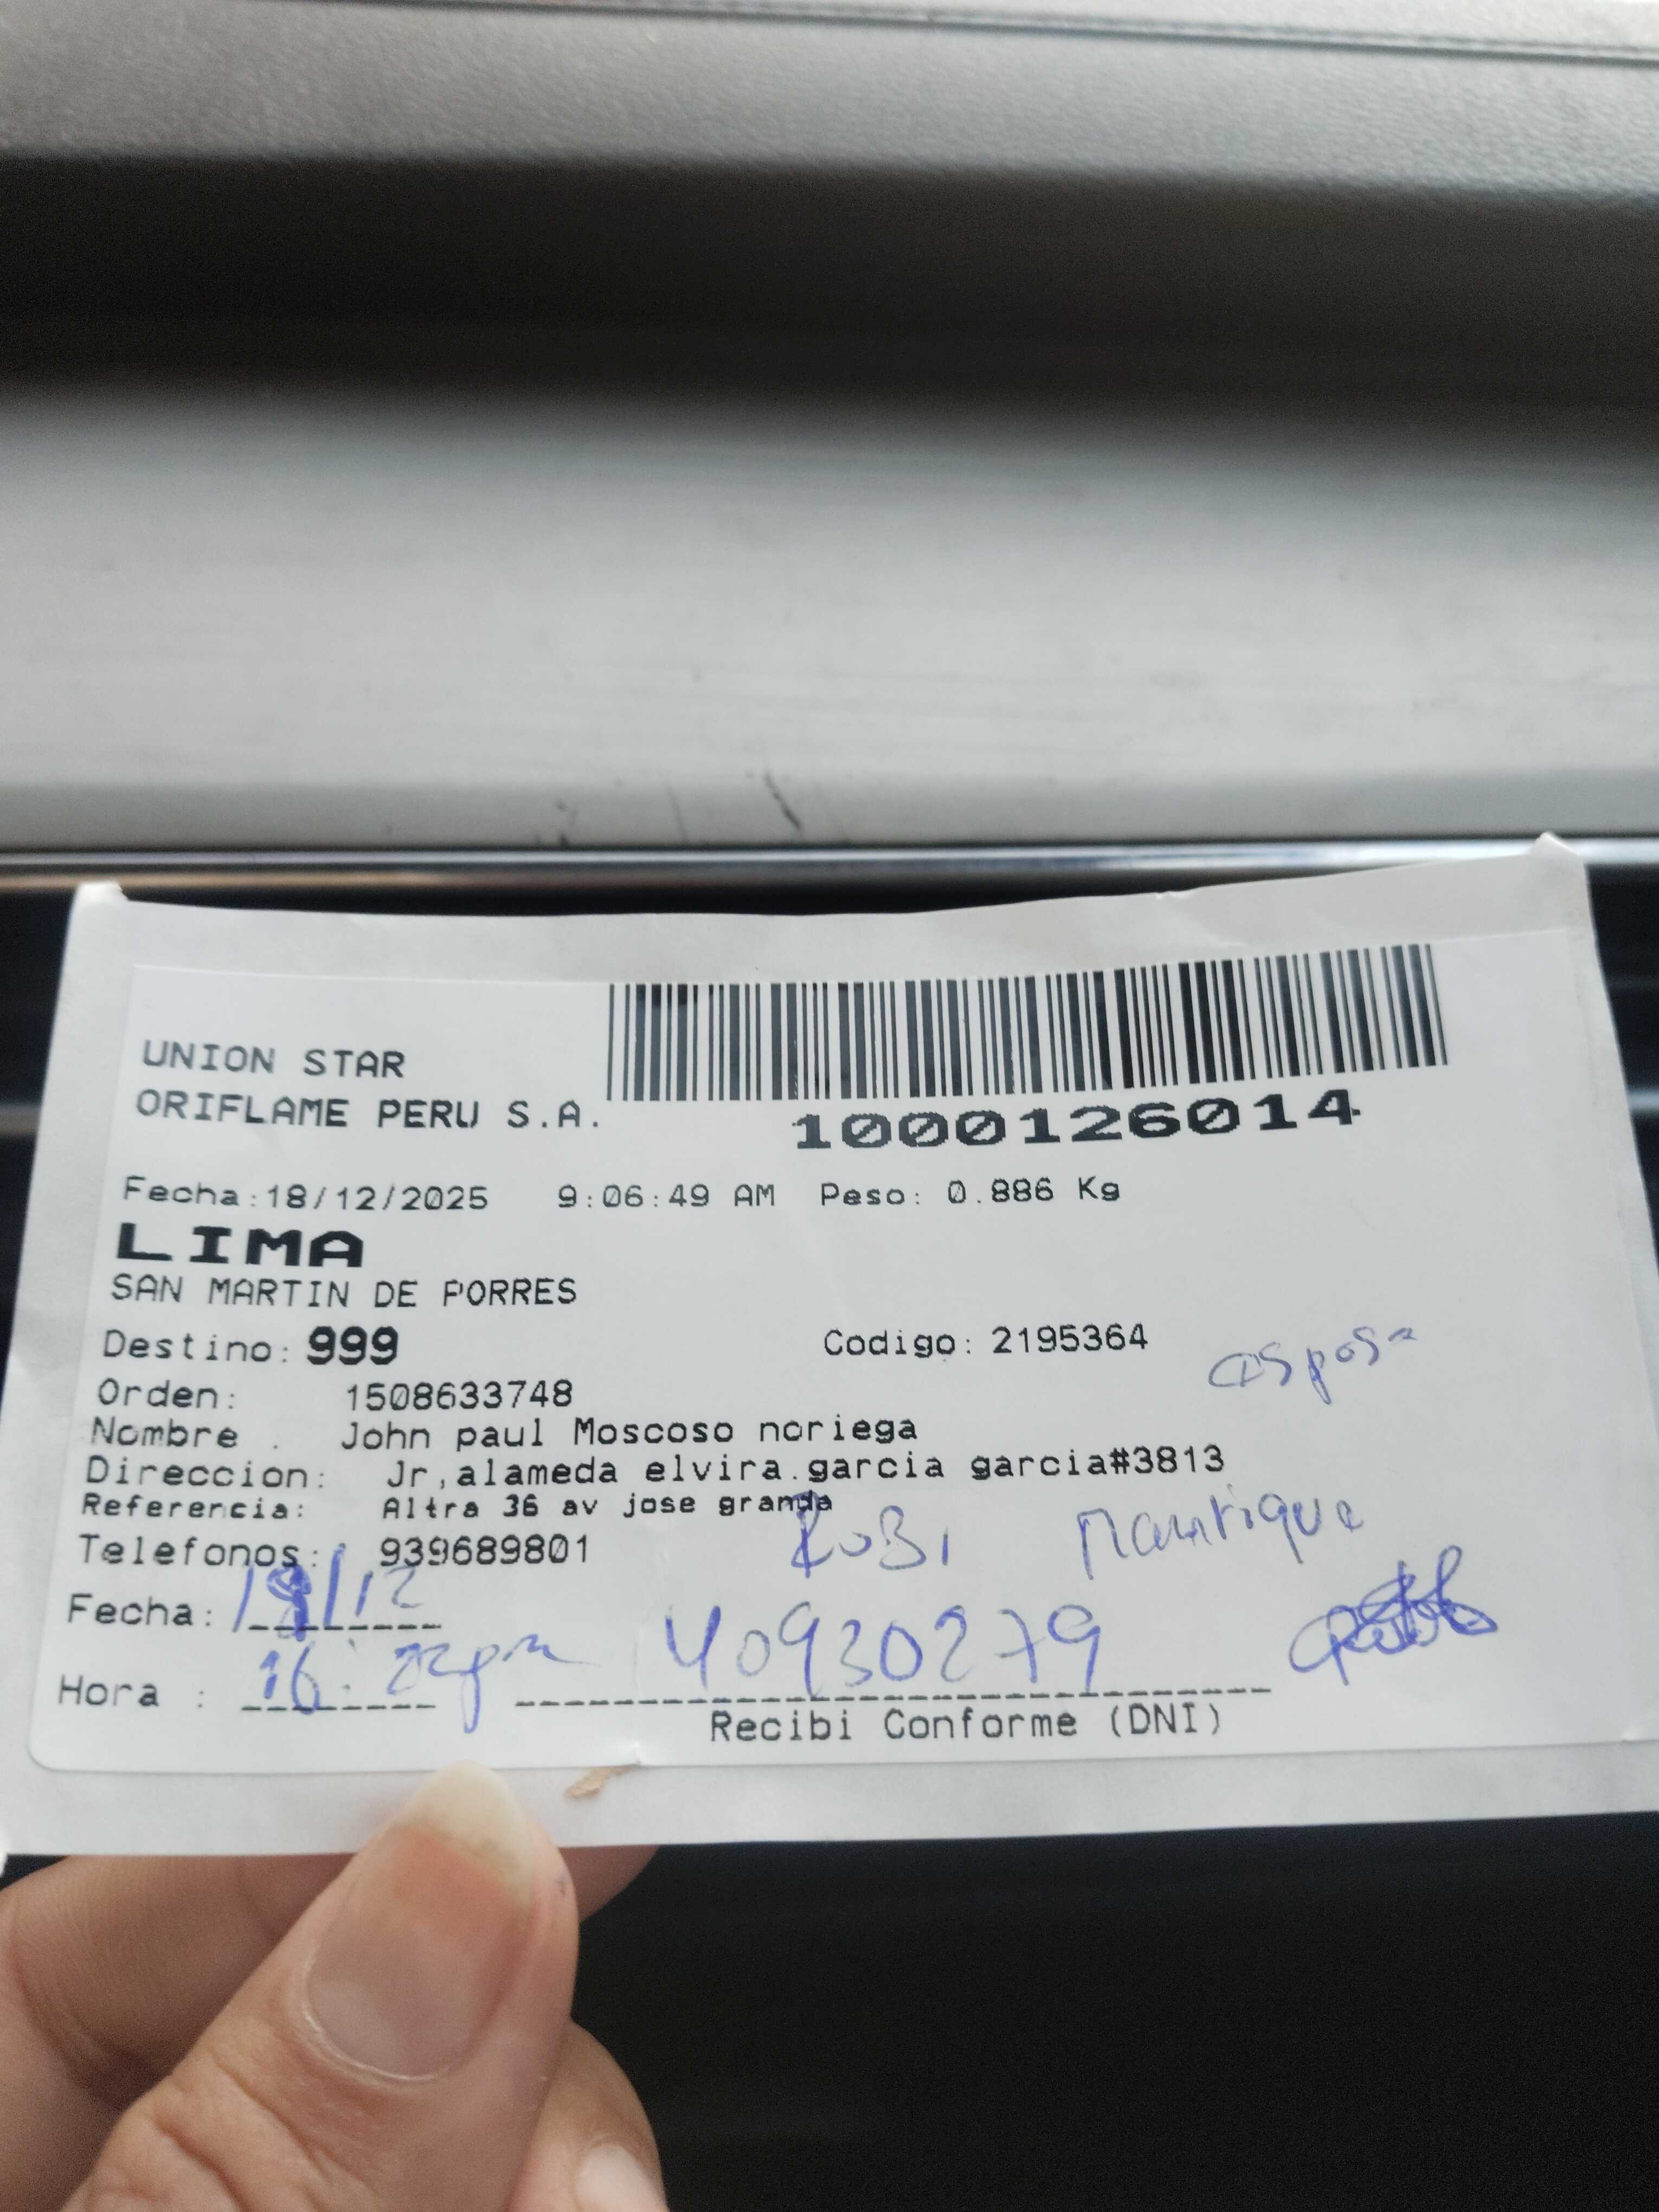 UNION STAR
ORIFLAME PERU S.A.
1000126014
Fecha:18/12/2025 9:06:49 AM Peso: 0.886 Kg
LIMA
SAN MARTIN DE PORRES
Destino: 999 Codigo: 2195364
esposa
Orden: 1508633748
Nombre : John paul Moscoso noriega
Direccion: Jr,alameda elvira.garcia garcia#3813
Referencia: Altra 36 av jose granda
Telefonos: 939689801
RoBi Manrique
Fecha: 19/12
Hora : 16: 22pm 40930279
Recibi Conforme (DNI)